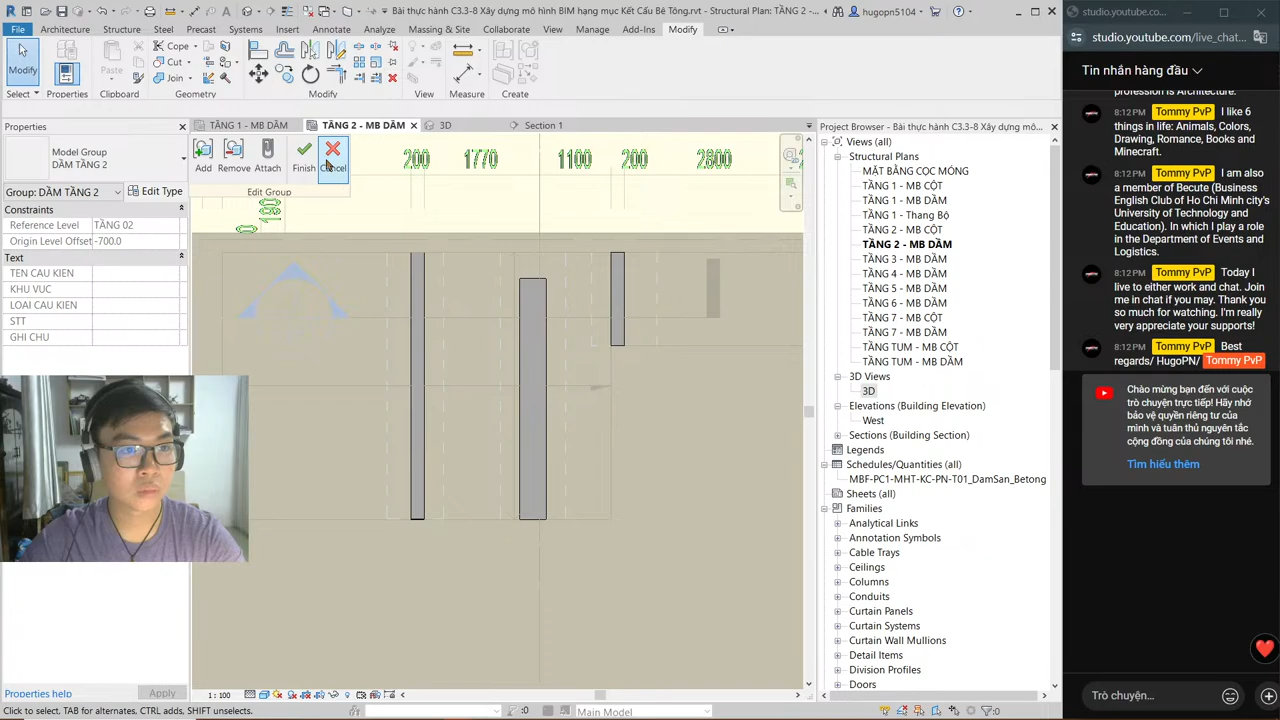 Bài thực hành C3.3-8 Xây dựng mô hình BIM hạng mục Kết Cấu Bê Tông.rvt - Structural Plan: TẦNG 2 -...
hugopn5104
File Architecture Structure Steel Precast Systems Insert Annotate Analyze Massing & Site Collaborate View Manage Add-Ins Modify
Modify
Paste
Cope
Cut
Join
Select Properties Clipboard Geometry Modify View Measure Create
Properties
TẦNG 1 - MB DẦM
TẦNG 2 - MB DẦM
3D
Section 1
Model Group
DẦM TẦNG 2
Group: DẦM TẦNG 2
Edit Type
Constraints
Reference Level TẦNG 02
Origin Level Offset -700.0
Text
TEN CAU KIEN
KHU VUC
LOAI CAU KIEN
STT
GHI CHU
Properties help
Apply
Add Remove Attach Finish Cancel
Edit Group
200 1770 1100 200 2800
1 : 100
Click to select, TAB for alternates, CTRL adds, SHIFT unselects.
:0
Main Model
:0
Project Browser - Bài thực hành C3.3-8 Xây dựng mô...
Views (all)
Structural Plans
MẶT BẰNG CỌC MÓNG
TẦNG 1 - MB CỘT
TẦNG 1 - MB DẦM
TẦNG 1 - Thang Bộ
TẦNG 2 - MB CỘT
TẦNG 2 - MB DẦM
TẦNG 3 - MB DẦM
TẦNG 4 - MB DẦM
TẦNG 5 - MB DẦM
TẦNG 6 - MB DẦM
TẦNG 7 - MB CỘT
TẦNG 7 - MB DẦM
TẦNG TUM - MB CỘT
TẦNG TUM - MB DẦM
3D Views
3D
Elevations (Building Elevation)
West
Sections (Building Section)
Legends
Schedules/Quantities (all)
MBF-PC1-MHT-KC-PN-T01_DamSan_Betong
Sheets (all)
Families
Analytical Links
Annotation Symbols
Cable Trays
Ceilings
Columns
Conduits
Curtain Panels
Curtain Systems
Curtain Wall Mullions
Detail Items
Division Profiles
Doors
studio.youtube.co...
studio.youtube.com/live_chat...
Tin nhắn hàng đầu
profession is Architecture.
8:12 PM Tommy PvP I like 6
things in life: Animals, Colors,
Drawing, Romance, Books and
Minecraft.
8:12 PM Tommy PvP I am also
a member of Becute (Business
English Club of Ho Chi Minh city's
University of Technology and
Education). In which I play a role
in the Department of Events and
Logistics.
8:12 PM Tommy PvP Today I
live to either work and chat. Join
me in chat if you may. Thank you
so much for watching. I'm really
very appreciate your supports!
8:12 PM Tommy PvP Best
regards/ HugoPN/ Tommy PvP
Chào mừng bạn đến với cuộc
trò chuyện trực tiếp! Hãy nhớ
bảo vệ quyền riêng tư của
mình và tuân thủ nguyên tắc
cộng đồng của chúng tôi nhé.
Tìm hiểu thêm
Trò chuyện...